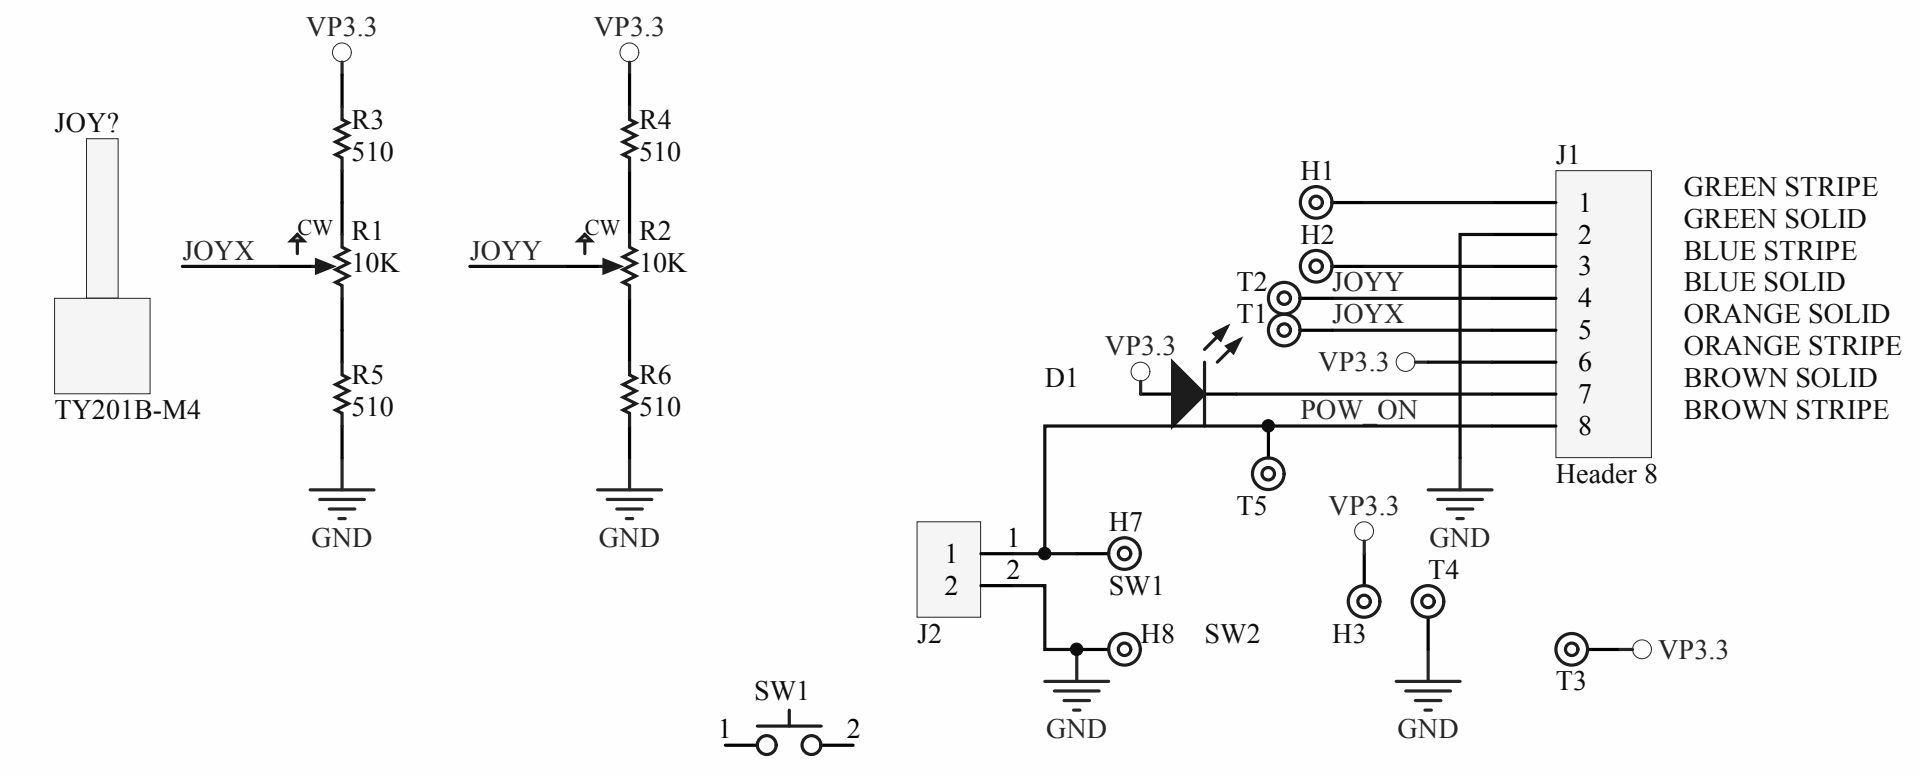 VP3.3
VP3.3
JOY?
R3
510
R4
510
J1
H1
GREEN STRIPE
1
GREEN SOLID
CW
R1
JOYX
10K
CW
R2
JOYY
10K
H2
2
BLUE STRIPE
3
T2
JOYY
BLUE SOLID
4
T1
JOYX
ORANGE SOLID
5
VP3.3
VP3.3
ORANGE STRIPE
6
D1
BROWN SOLID
7
POW_ON
BROWN STRIPE
8
TY201B-M4
R5
510
R6
510
Header 8
T5
GND
GND
VP3.3
GND
H7
1
1
SW1
2
2
J2
H8
SW2
H3
T4
VP3.3
T3
GND
GND
SW1
1
2